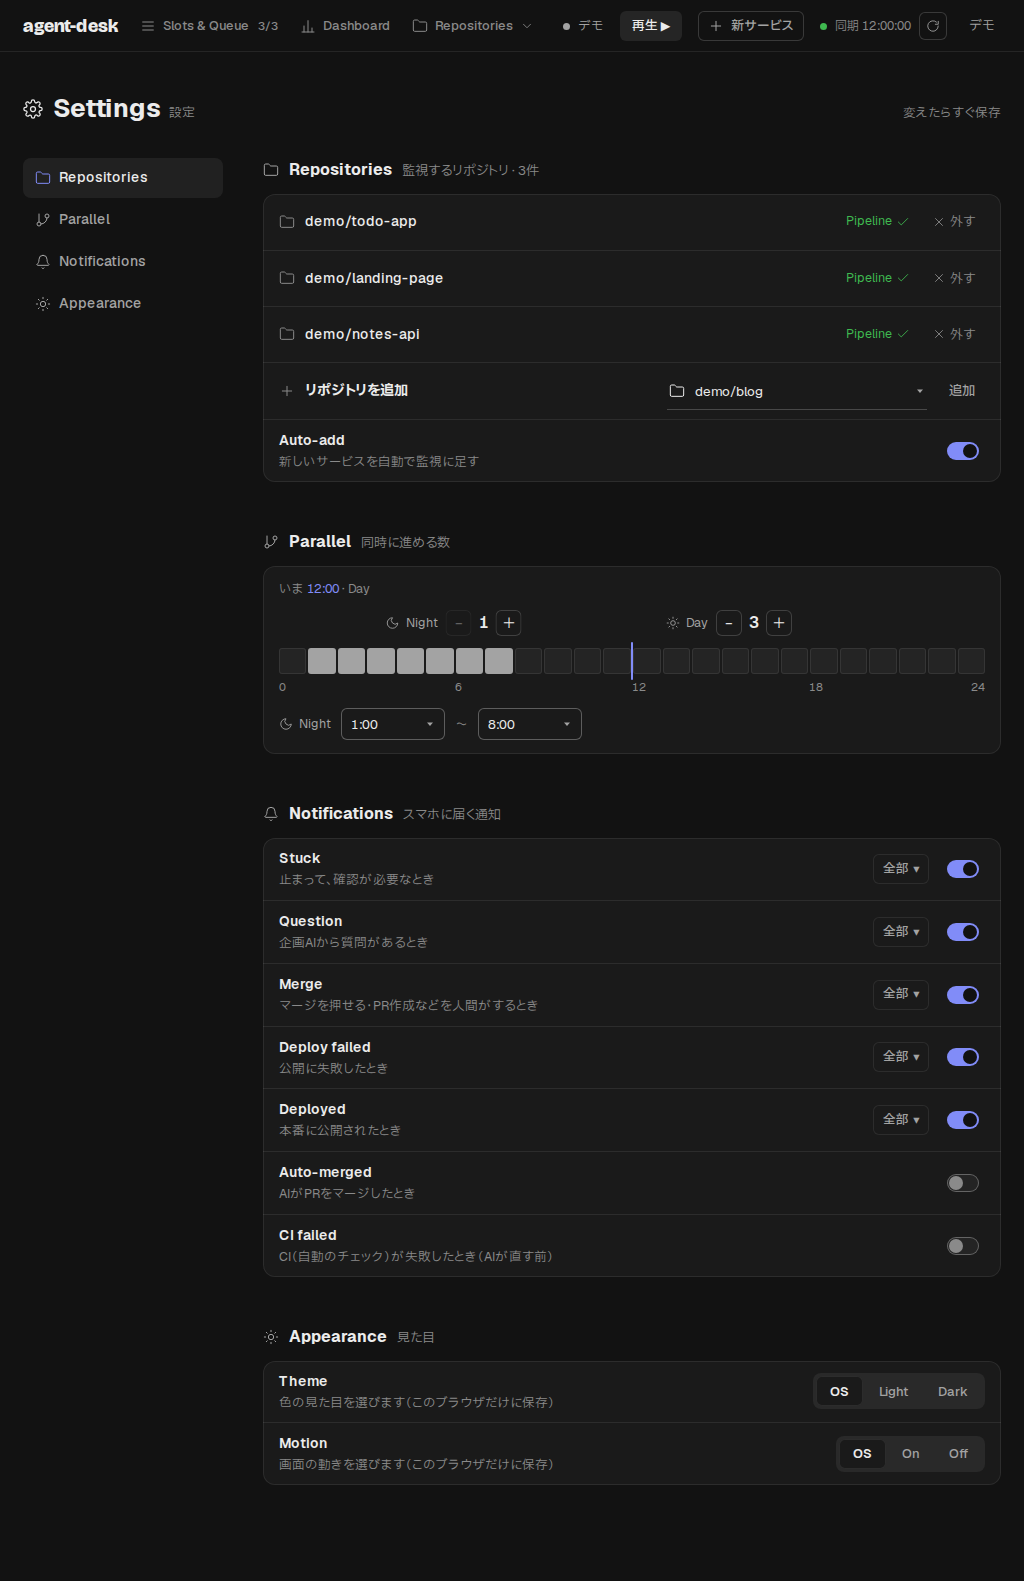 agent-desk Slots & Queue 3/3 Dashboard Repositories デモ 再生 ▶ + 新サービス 同期 12:00:00 デモ
Settings 設定 変えたらすぐ保存
Repositories
Parallel
Notifications
Appearance
Repositories 監視するリポジトリ · 3件
demo/todo-app Pipeline ✓ × 外す
demo/landing-page Pipeline ✓ × 外す
demo/notes-api Pipeline ✓ × 外す
+ リポジトリを追加 demo/blog ▾ 追加
Auto-add
新しいサービスを自動で監視に足す
Parallel 同時に進める数
いま 12:00 · Day
Night − 1 + Day − 3 +
0 6 12 18 24
Night 1:00 ▾ ～ 8:00 ▾
Notifications スマホに届く通知
Stuck
止まって、確認が必要なとき
全部 ▾
Question
企画AIから質問があるとき
全部 ▾
Merge
マージを押せる・PR作成などを人間がするとき
全部 ▾
Deploy failed
公開に失敗したとき
全部 ▾
Deployed
本番に公開されたとき
全部 ▾
Auto-merged
AIがPRをマージしたとき
CI failed
CI（自動のチェック）が失敗したとき（AIが直す前）
Appearance 見た目
Theme
色の見た目を選びます（このブラウザだけに保存）
OS Light Dark
Motion
画面の動きを選びます（このブラウザだけに保存）
OS On Off